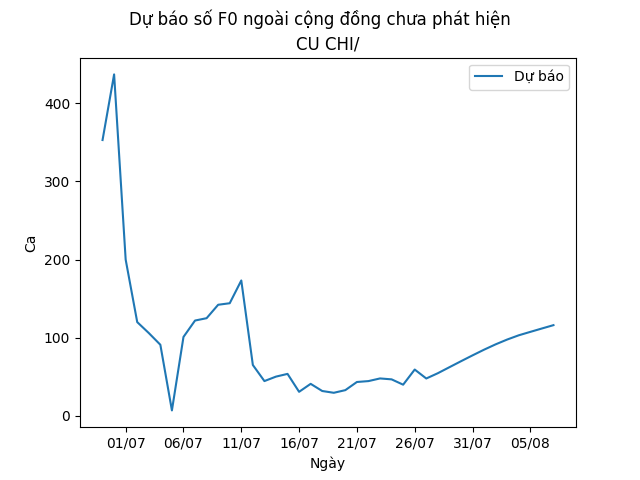 Dự báo số F0 ngoài cộng đồng chưa phát hiện
CU CHI/
Dự báo
400
300
200
100
0
Ca
01/07 06/07 11/07 16/07 21/07 26/07 31/07 05/08
Ngày